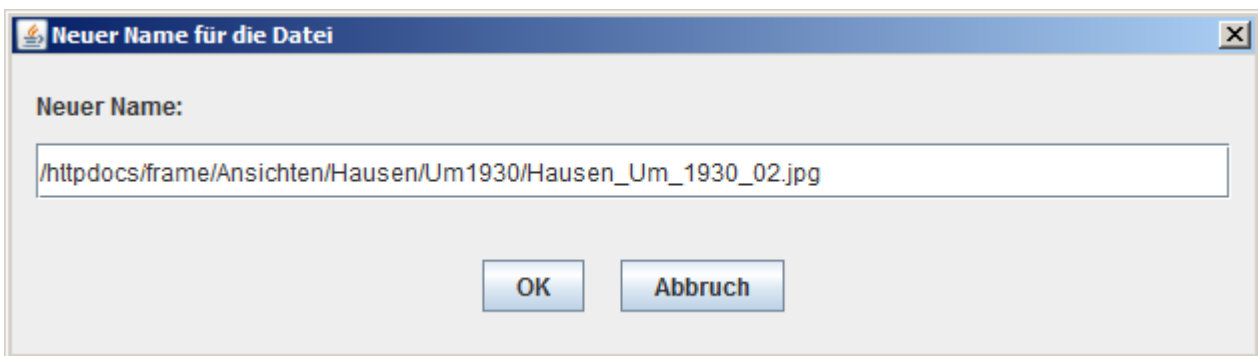 Neuer Name für die Datei
Neuer Name:
/httpdocs/frame/Ansichten/Hausen/Um1930/Hausen_Um_1930_02.jpg
OK
Abbruch